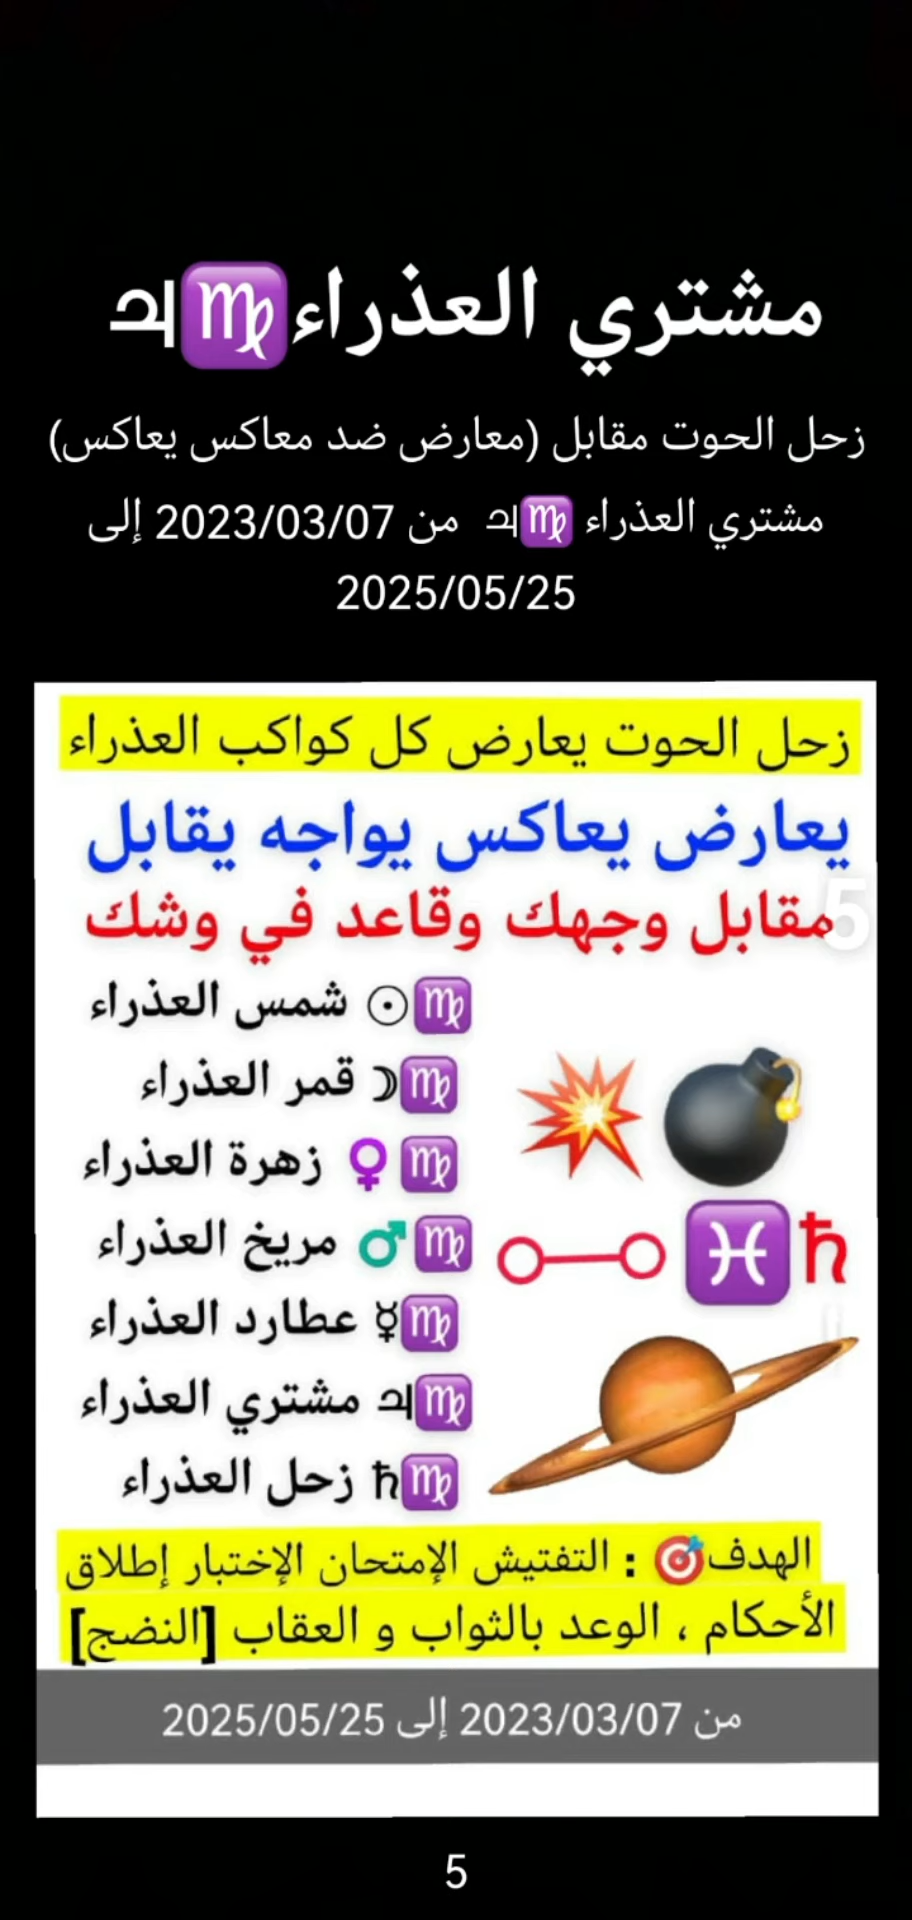 مشتري العذراء♍♃
زحل الحوت مقابل (معارض ضد معاكس يعاكس)
مشتري العذراء ♍♃ من 2023/03/07 إلى
2025/05/25
زحل الحوت يعارض كل كواكب العذراء
يعارض يعاكس يواجه يقابل
مقابل وجهك وقاعد في وشك
5
♍☉ شمس العذراء
♍☽ قمر العذراء
♍♀ زهرة العذراء
♍♂ مريخ العذراء
♄♓☍
♍☿ عطارد العذراء
♍♃ مشتري العذراء
♍♄ زحل العذراء
الهدف🎯 : التفتيش الإمتحان الإختبار إطلاق
الأحكام ، الوعد بالثواب و العقاب [النضج]
من 2023/03/07 إلى 2025/05/25
5